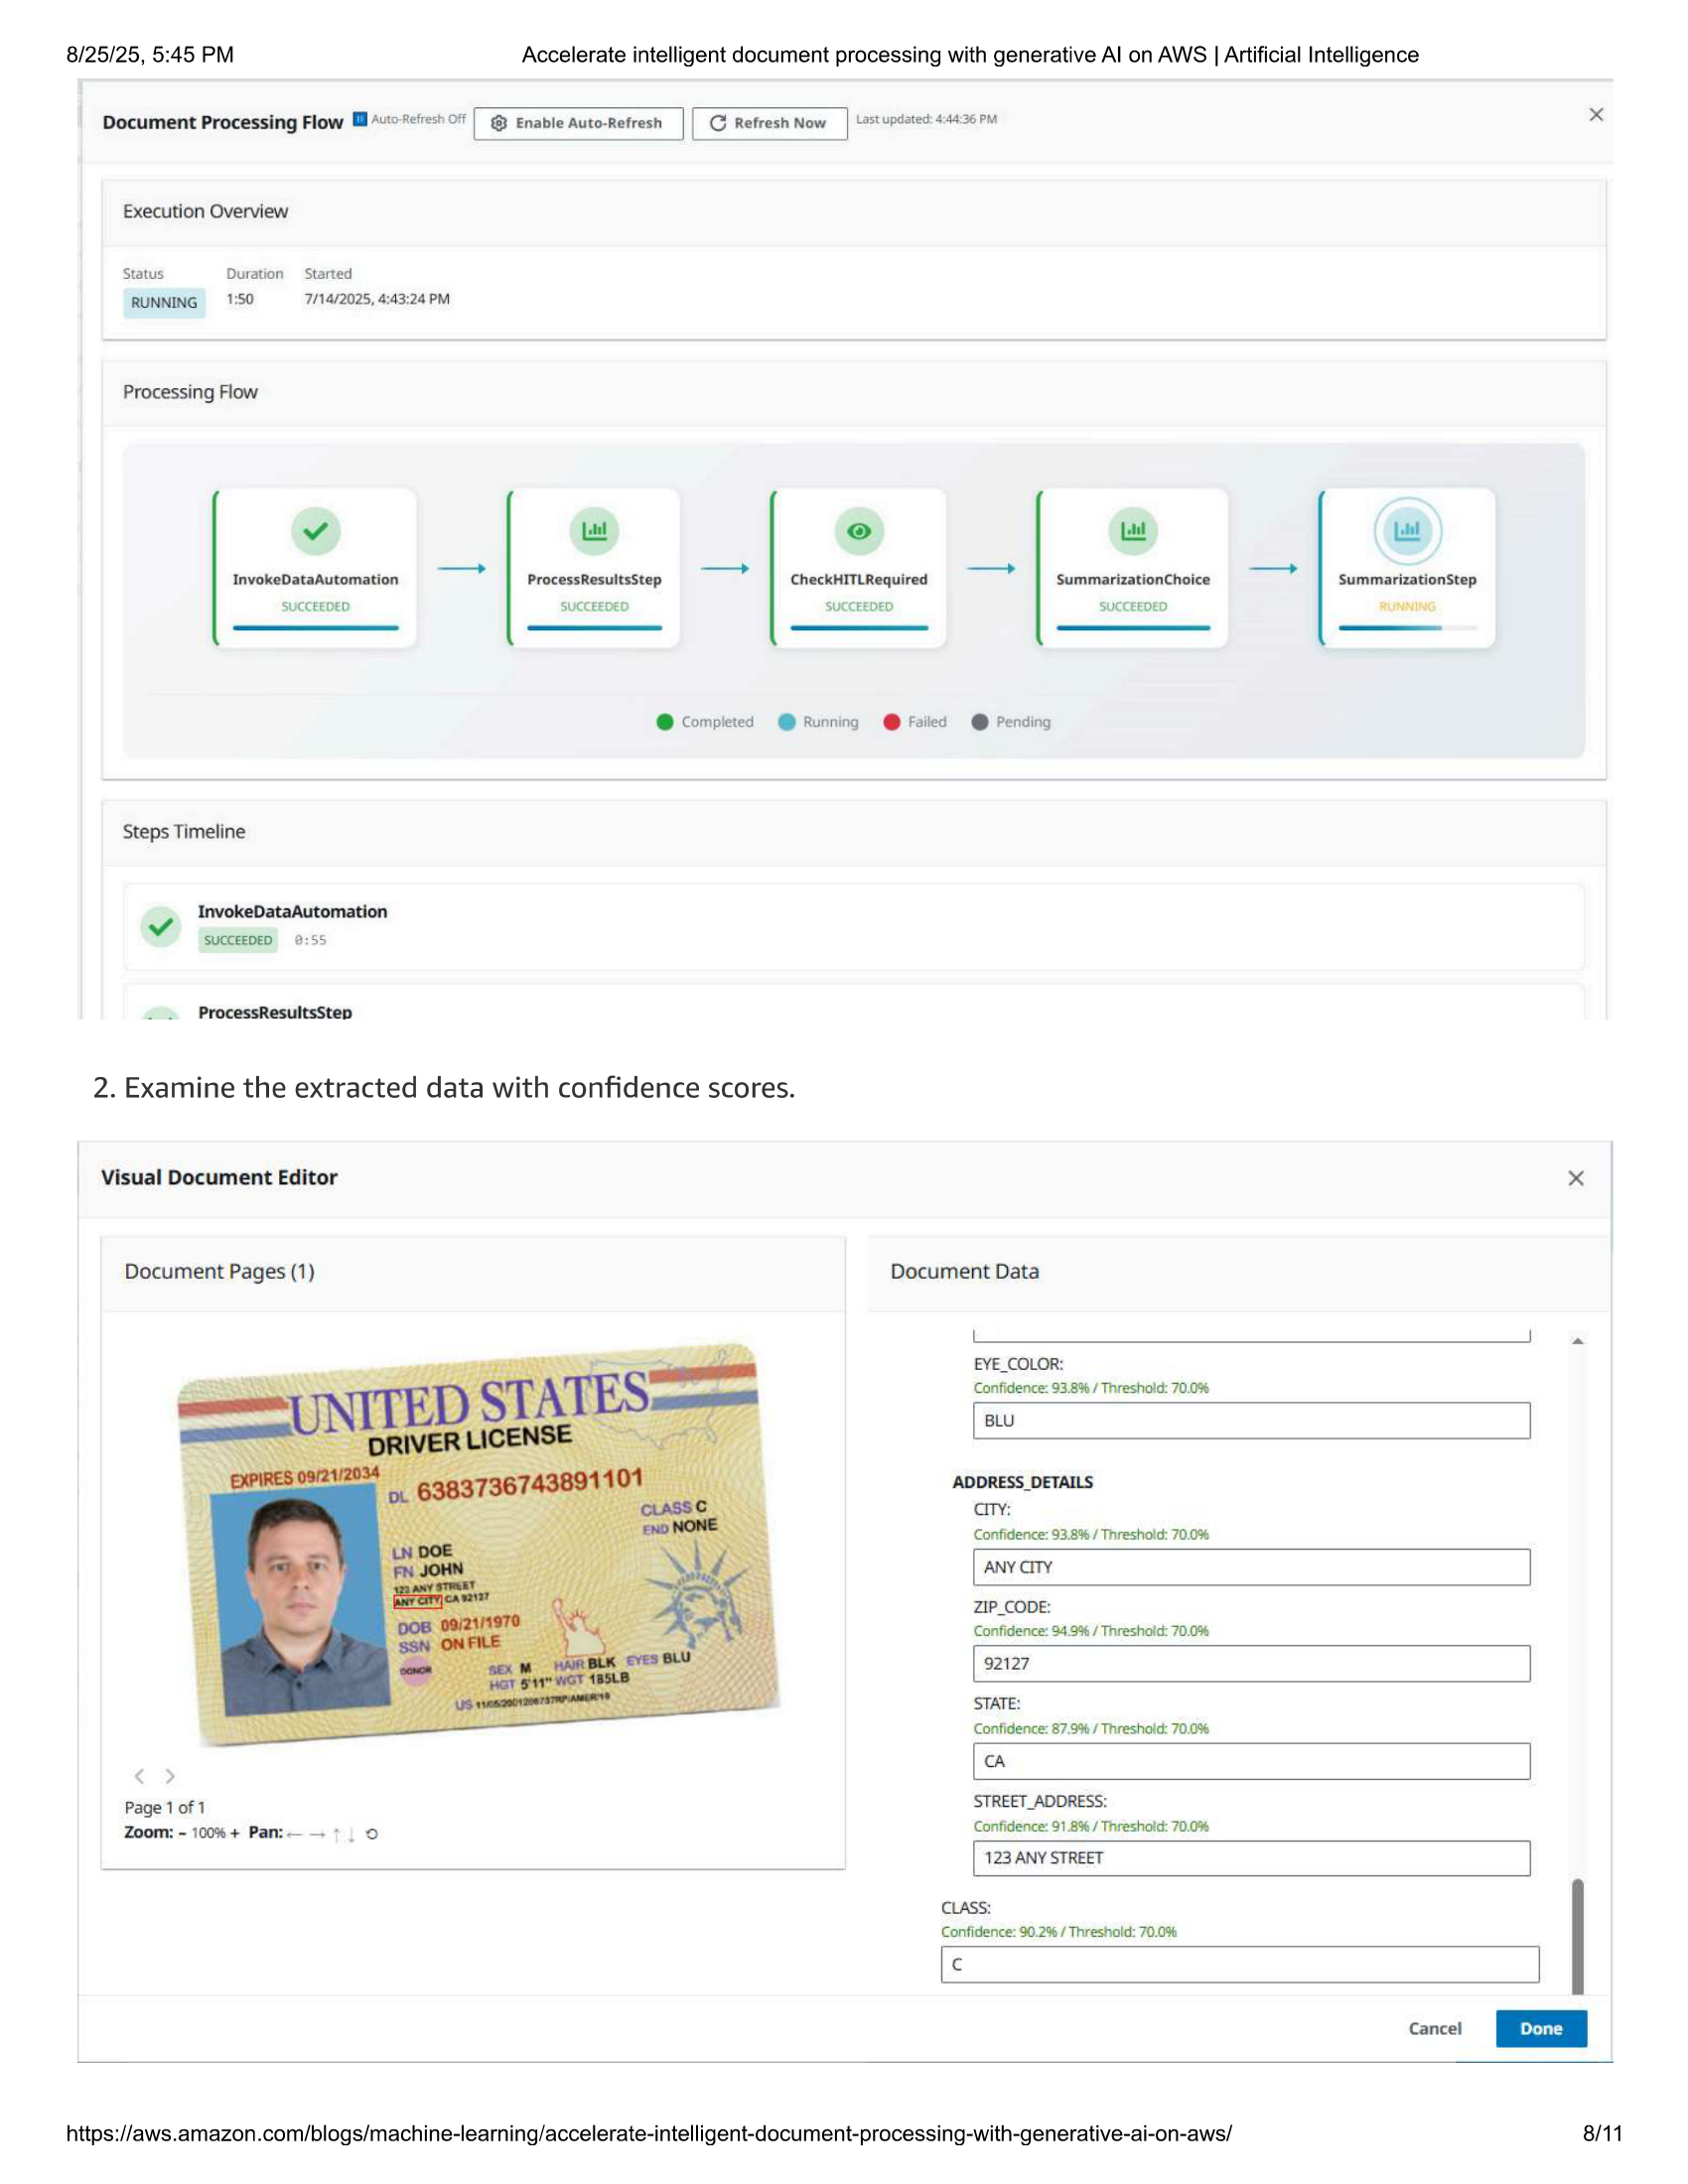 8/25/25, 5:45 PM
Accelerate intelligent document processing with generative AI on AWS | Artificial Intelligence
Document Processing Flow Auto-Refresh Off Enable Auto-Refresh Refresh Now Last updated: 4:44:36 PM
Execution Overview
Status Duration Started
RUNNING 1:50 7/14/2025, 4:43:24 PM
Processing Flow
InvokeDataAutomation ProcessResultsStep CheckHITLRequired SummarizationChoice SummarizationStep
SUCCEEDED SUCCEEDED SUCCEEDED SUCCEEDED RUNNING
Completed Running Failed Pending
Steps Timeline
InvokeDataAutomation
SUCCEEDED 0:55
ProcessResultsStep
2. Examine the extracted data with confidence scores.
Visual Document Editor
Document Pages (1)
UNITED STATES
DRIVER LICENSE
EXPIRES 09/21/2034
DL 6383736743891101
CLASS C
END NONE
LN DOE
FN JOHN
123 ANY STREET
ANY CITY CA 92127
DOB 09/21/1970
SSN ON FILE
DONOR
SEX M HAIR BLK EYES BLU
HGT 5'11" WGT 185LB
US
Page 1 of 1
Zoom: – 100% + Pan: ← → ↑ ↓
Document Data
EYE_COLOR:
Confidence: 93.8% / Threshold: 70.0%
BLU
ADDRESS_DETAILS
CITY:
Confidence: 93.8% / Threshold: 70.0%
ANY CITY
ZIP_CODE:
Confidence: 94.9% / Threshold: 70.0%
92127
STATE:
Confidence: 87.9% / Threshold: 70.0%
CA
STREET_ADDRESS:
Confidence: 91.8% / Threshold: 70.0%
123 ANY STREET
CLASS:
Confidence: 90.2% / Threshold: 70.0%
C
Cancel Done
https://aws.amazon.com/blogs/machine-learning/accelerate-intelligent-document-processing-with-generative-ai-on-aws/
8/11